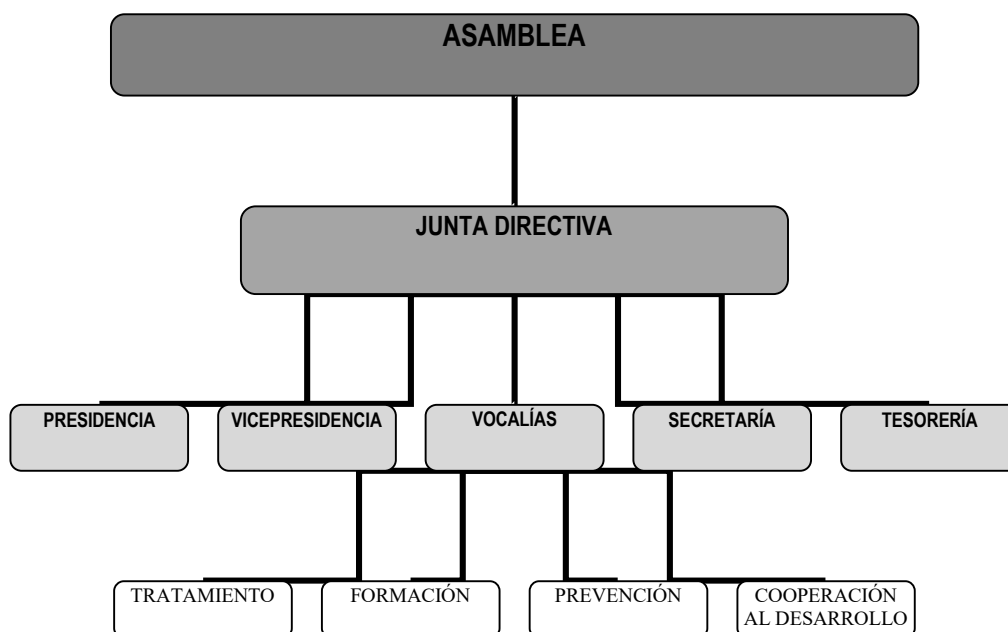 ASAMBLEA
JUNTA DIRECTIVA
PRESIDENCIA
VICEPRESIDENCIA
VOCALÍAS
SECRETARÍA
TESORERÍA
TRATAMIENTO
FORMACIÓN
PREVENCIÓN
COOPERACIÓN
AL DESARROLLO